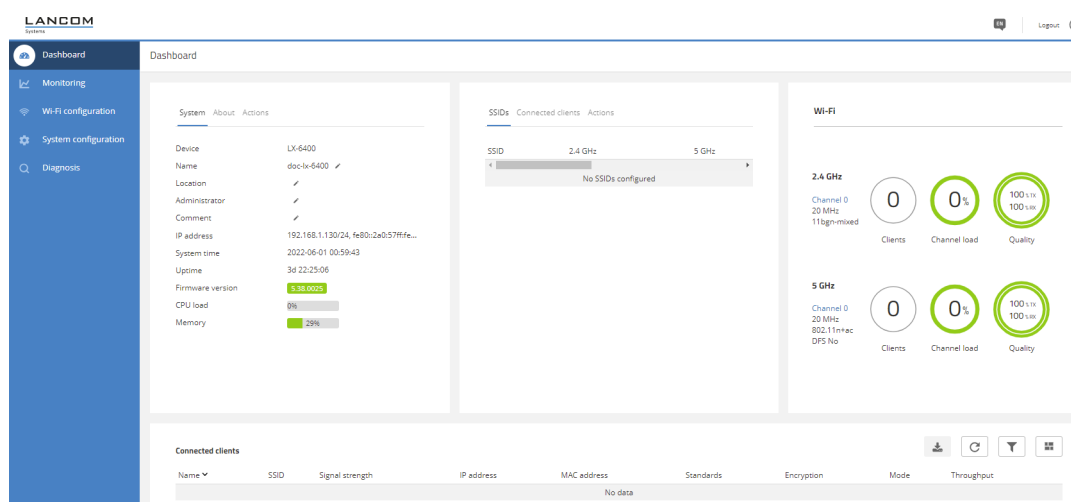 LANCOM
Systems
EN
Logout
Dashboard
Monitoring
Wi-Fi configuration
System configuration
Diagnosis
Dashboard
System About Actions
Device LX-6400
Name doc-lx-6400
Location
Administrator
Comment
IP address 192.168.1.130/24, fe80::2a0:57ff:fe...
System time 2022-06-01 00:59:43
Uptime 3d 22:25:06
Firmware version 5.38.0025
CPU load 0%
Memory 29%
SSIDs Connected clients Actions
SSID 2.4 GHz 5 GHz
No SSIDs configured
Wi-Fi
2.4 GHz
Channel 0
20 MHz
11bgn-mixed
0 Clients
0% Channel load
100 % TX
100 % RX
Quality
5 GHz
Channel 0
20 MHz
802.11n+ac
DFS No
0 Clients
0% Channel load
100 % TX
100 % RX
Quality
Connected clients
Name SSID Signal strength IP address MAC address Standards Encryption Mode Throughput
No data